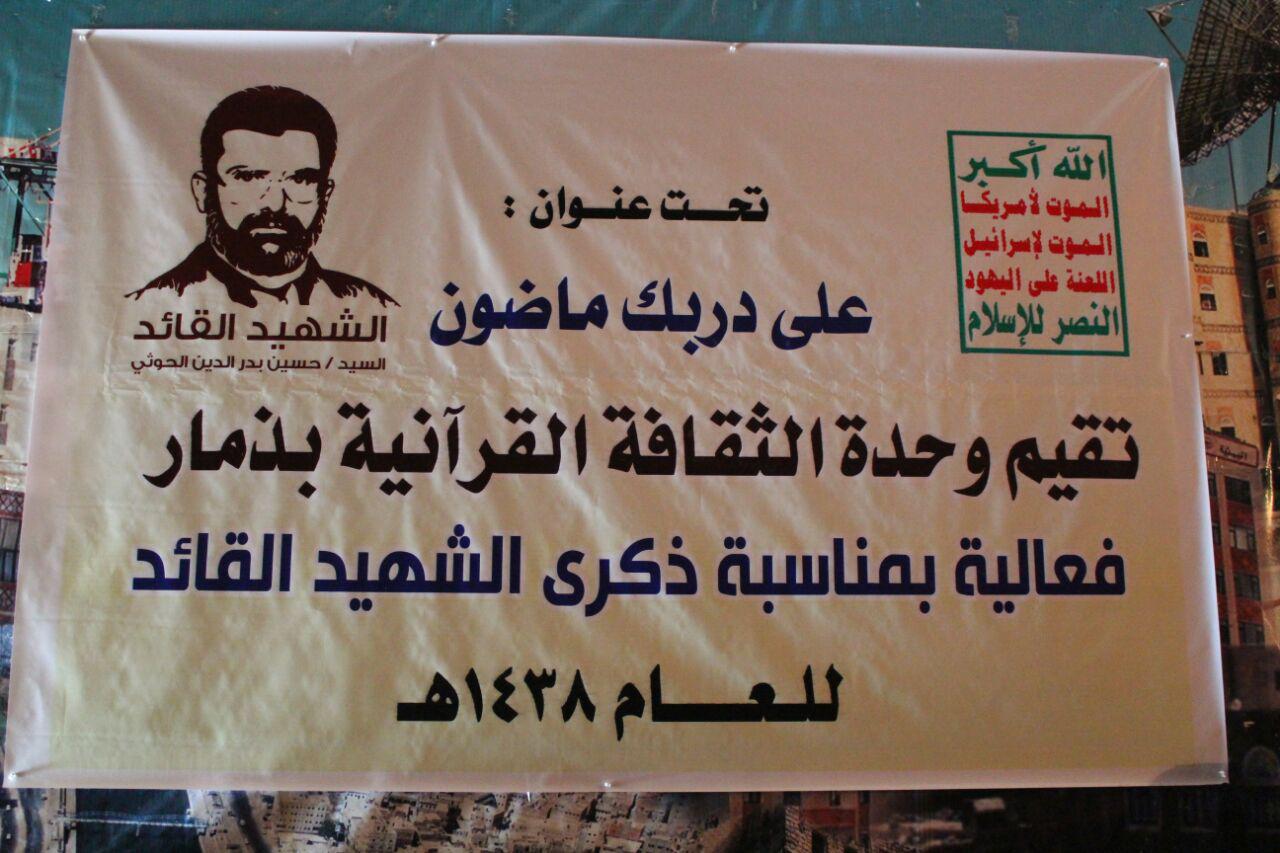 الله أكبر
الموت لأمريكا
الموت لإسرائيل
اللعنة على اليهود
النصر للإسلام
تحت عنوان :
على دربك ماضون
الشهيد القائد
السيد / حسين بدر الدين الحوثي
تقيم وحدة الثقافة القرآنية بذمار
فعالية بمناسبة ذكرى الشهيد القائد
للعام ١٤٣٨هـ